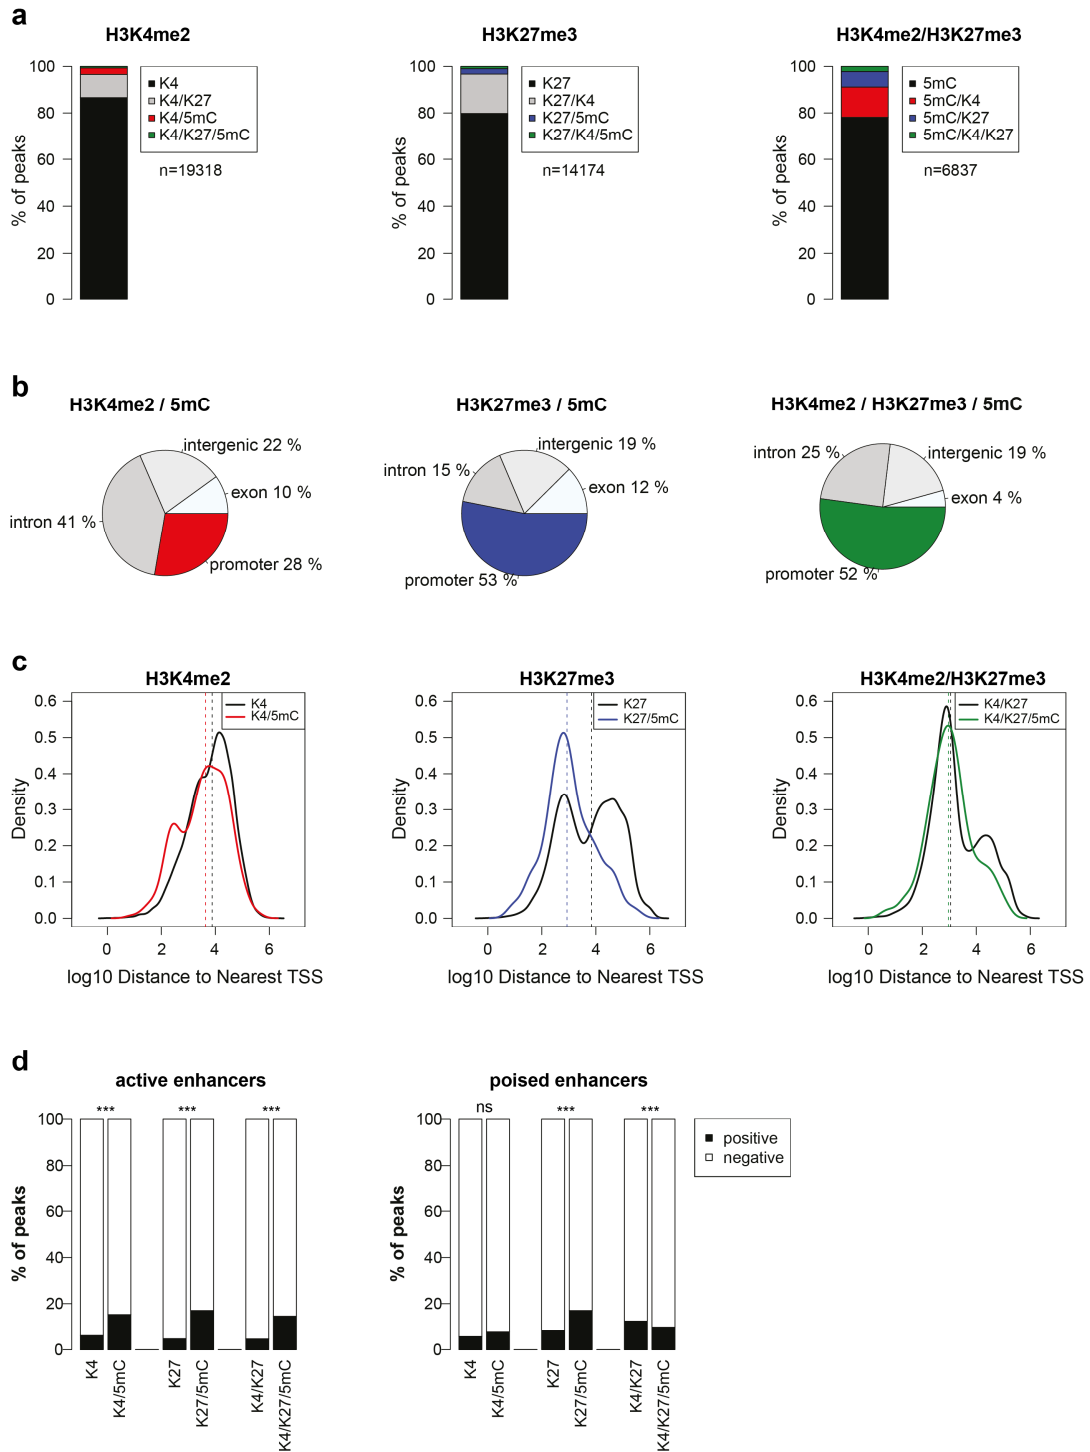 a
H3K4me2
H3K27me3
H3K4me2/H3K27me3
% of peaks
100
80
60
40
20
0
K4
K4/K27
K4/5mC
K4/K27/5mC
n=19318
% of peaks
100
80
60
40
20
0
K27
K27/K4
K27/5mC
K27/K4/5mC
n=14174
% of peaks
100
80
60
40
20
0
5mC
5mC/K4
5mC/K27
5mC/K4/K27
n=6837
b
H3K4me2 / 5mC
intergenic 22 %
exon 10 %
intron 41 %
promoter 28 %
H3K27me3 / 5mC
intergenic 19 %
intron 15 %
exon 12 %
promoter 53 %
H3K4me2 / H3K27me3 / 5mC
intron 25 %
intergenic 19 %
exon 4 %
promoter 52 %
c
H3K4me2
Density
0.6
0.5
0.4
0.3
0.2
0.1
0.0
K4
K4/5mC
0 2 4 6
log10 Distance to Nearest TSS
H3K27me3
Density
0.6
0.5
0.4
0.3
0.2
0.1
0.0
K27
K27/5mC
0 2 4 6
log10 Distance to Nearest TSS
H3K4me2/H3K27me3
Density
0.6
0.5
0.4
0.3
0.2
0.1
0.0
K4/K27
K4/K27/5mC
0 2 4 6
log10 Distance to Nearest TSS
d
active enhancers
% of peaks
100
80
60
40
20
0
*** *** ***
K4
K4/5mC
K27
K27/5mC
K4/K27
K4/K27/5mC
poised enhancers
% of peaks
100
80
60
40
20
0
ns *** ***
K4
K4/5mC
K27
K27/5mC
K4/K27
K4/K27/5mC
positive
negative